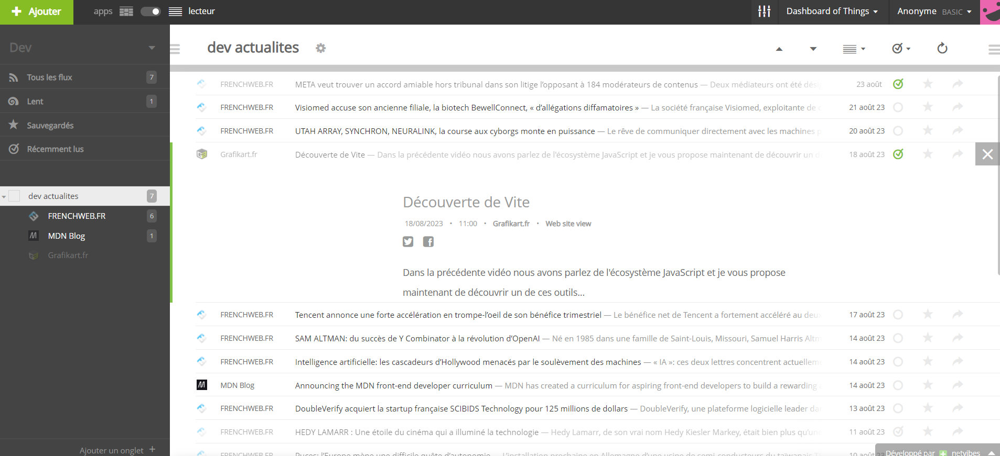 Ajouter apps lecteur Dashboard of Things Anonyme BASIC
Dev
dev actualites
Tous les flux 7
Lent 1
Sauvegardés
Récemment lus
dev actualites 7
FRENCHWEB.FR 6
MDN Blog 1
Grafikart.fr
Ajouter un onglet +
FRENCHWEB.FR META veut trouver un accord amiable hors tribunal dans son litige l’opposant à 184 modérateurs de contenus — Deux médiateurs ont été dési 23 août
FRENCHWEB.FR Visiomed accuse son ancienne filiale, la biotech BewellConnect, « d’allégations diffamatoires » — La société française Visiomed, exploitante de 21 août 23
FRENCHWEB.FR UTAH ARRAY, SYNCHRON, NEURALINK, la course aux cyborgs monte en puissance — Le rêve de communiquer directement avec les machines p 20 août 23
Grafikart.fr Découverte de Vite — Dans la précédente vidéo nous avons parlez de l'écosystème JavaScript et je vous propose maintenant de découvrir un d 18 août 23
Découverte de Vite
18/08/2023 • 11:00 • Grafikart.fr • Web site view
Dans la précédente vidéo nous avons parlez de l'écosystème JavaScript et je vous propose
maintenant de découvrir un de ces outils...
FRENCHWEB.FR Tencent annonce une forte accélération en trompe-l’oeil de son bénéfice trimestriel — Le bénéfice net de Tencent a fortement accéléré au deux 17 août 23
FRENCHWEB.FR SAM ALTMAN: du succès de Y Combinator à la révolution d’OpenAI — Né en 1985 dans une famille de Saint-Louis, Missouri, Samuel Harris Altm 14 août 23
FRENCHWEB.FR Intelligence artificielle: les cascadeurs d’Hollywood menacés par le soulèvement des machines — « IA »: ces deux lettres concentrent actuellem 14 août 23
MDN Blog Announcing the MDN front-end developer curriculum — MDN has created a curriculum for aspiring front-end developers to build a rewarding 14 août 23
FRENCHWEB.FR DoubleVerify acquiert la startup française SCIBIDS Technology pour 125 millions de dollars — DoubleVerify, une plateforme logicielle leader da 13 août 23
FRENCHWEB.FR HEDY LAMARR : Une étoile du cinéma qui a illuminé la technologie — Hedy Lamarr, de son vrai nom Hedy Kiesler Markey, était bien plus qu’une 11 août 23
FRENCHWEB.FR Puces: l’Europe mène une difficile quête d’autonomie — L’installation prochaine en Allemagne d’une usine de semi-conducteurs du taïwanais 10 août 23
Développé par netvibes